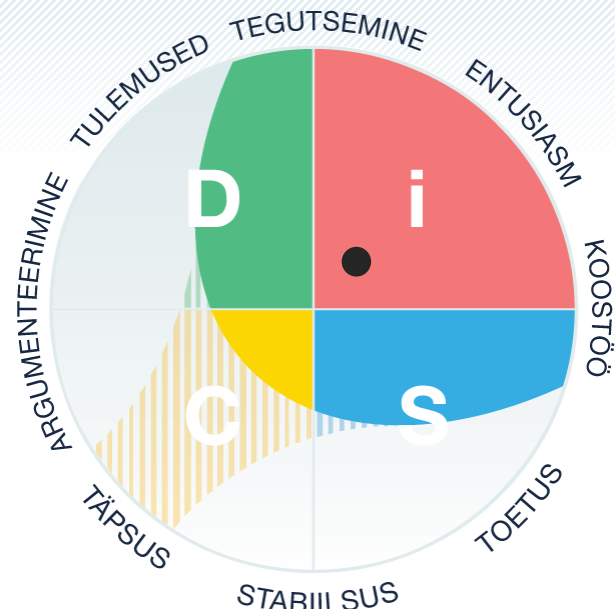 TEGUTSEMINE
TULEMUSED
ENTUSIASM
D
i
ARGUMENTEERIMINE
KOOSTÖÖ
C
S
TÄPSUS
TOETUS
STABIILSUS